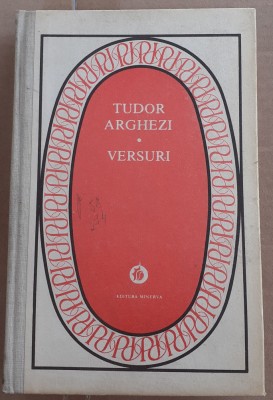 TUDOR
ARGHEZI
•
VERSURI
EDITURA MINERVA